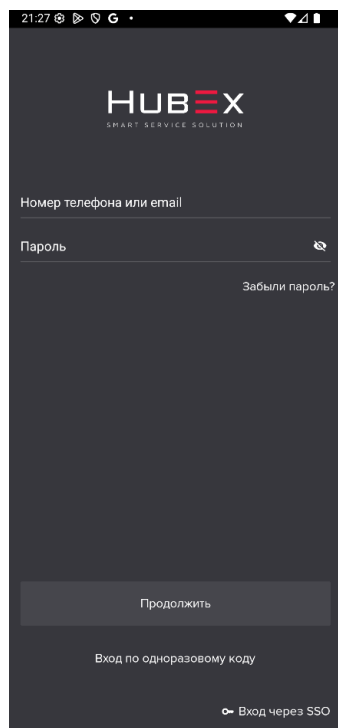 21:27
HUBEX
SMART SERVICE SOLUTION
Номер телефона или email
Пароль
Забыли пароль?
Продолжить
Вход по одноразовому коду
Вход через SSO